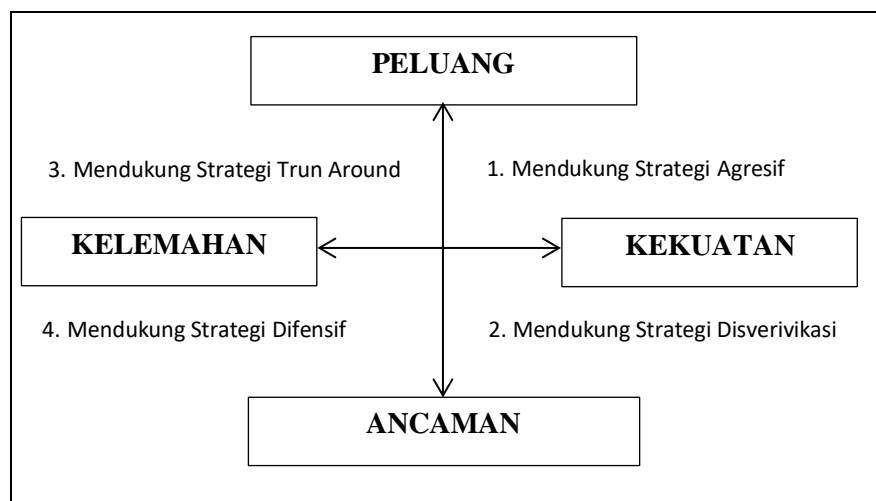 PELUANG
3. Mendukung Strategi Trun Around
1. Mendukung Strategi Agresif
KELEMAHAN
KEKUATAN
4. Mendukung Strategi Difensif
2. Mendukung Strategi Disverivikasi
ANCAMAN